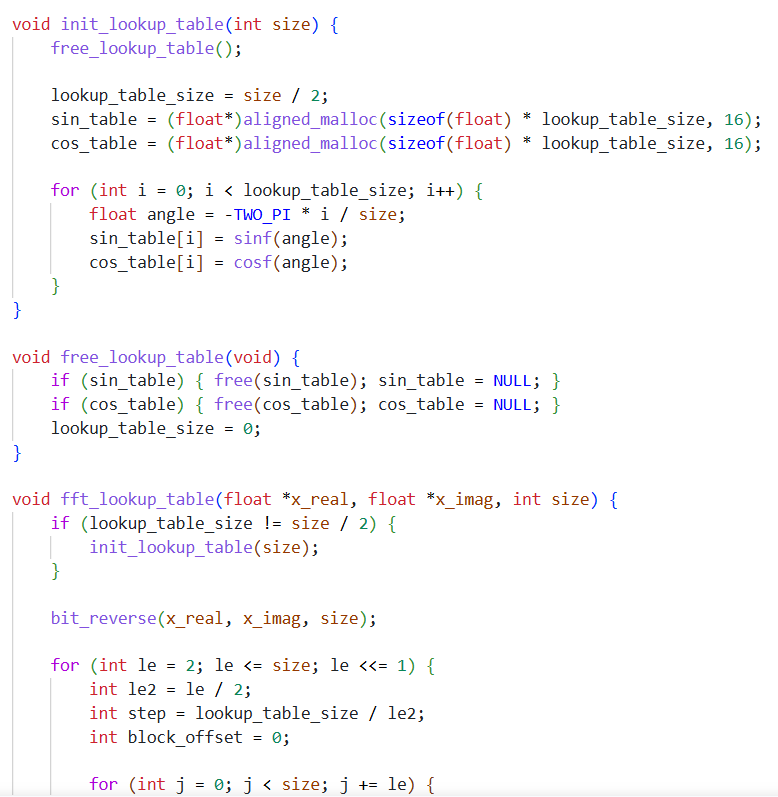 void init_lookup_table(int size) {
    free_lookup_table();

    lookup_table_size = size / 2;
    sin_table = (float*)aligned_malloc(sizeof(float) * lookup_table_size, 16);
    cos_table = (float*)aligned_malloc(sizeof(float) * lookup_table_size, 16);

    for (int i = 0; i < lookup_table_size; i++) {
        float angle = -TWO_PI * i / size;
        sin_table[i] = sinf(angle);
        cos_table[i] = cosf(angle);
    }
}

void free_lookup_table(void) {
    if (sin_table) { free(sin_table); sin_table = NULL; }
    if (cos_table) { free(cos_table); cos_table = NULL; }
    lookup_table_size = 0;
}

void fft_lookup_table(float *x_real, float *x_imag, int size) {
    if (lookup_table_size != size / 2) {
        init_lookup_table(size);
    }

    bit_reverse(x_real, x_imag, size);

    for (int le = 2; le <= size; le <<= 1) {
        int le2 = le / 2;
        int step = lookup_table_size / le2;
        int block_offset = 0;

        for (int j = 0; j < size; j += le) {